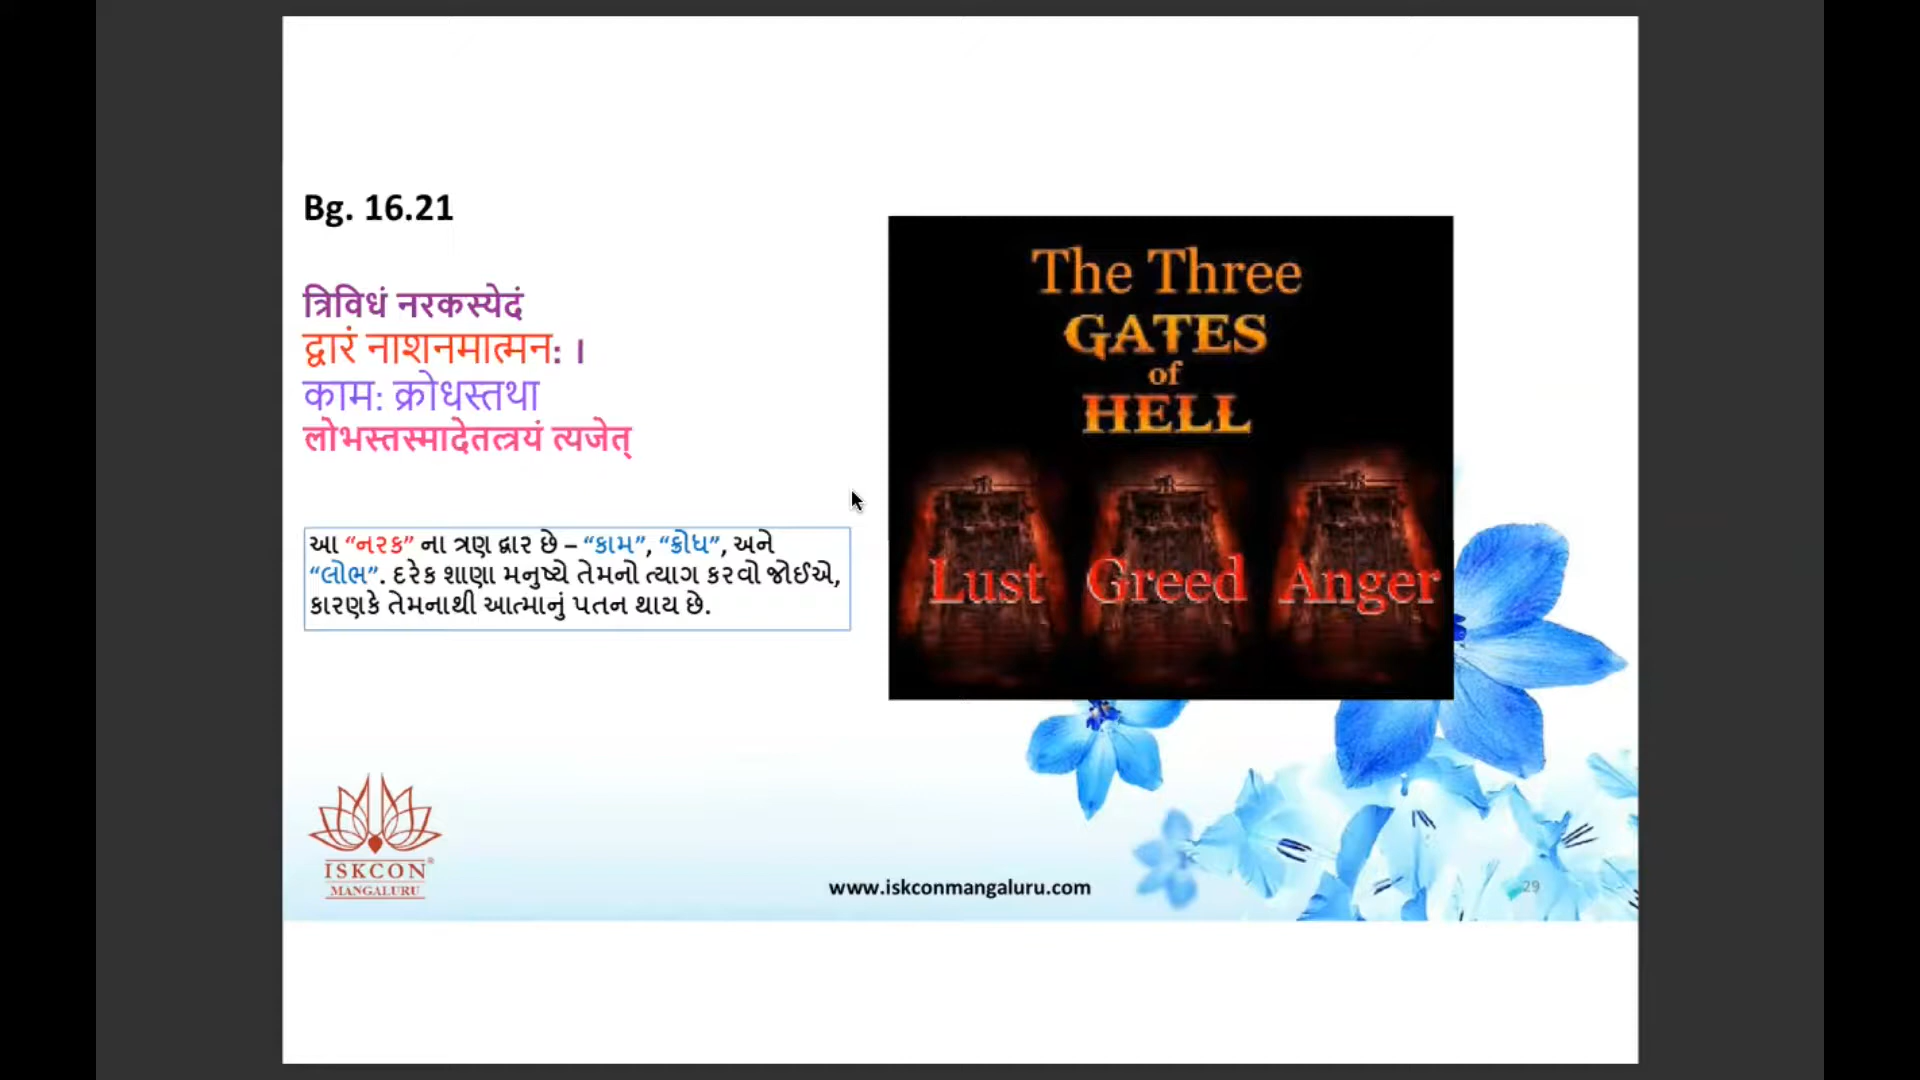 Bg. 16.21
त्रिविधं नरकस्येदं
द्वारं नाशनमात्मन: ।
काम: क्रोधस्तथा
लोभस्तस्मादेतत्त्रयं त्यजेत्
આ “નરક” ના ત્રણ દ્વાર છે – “કામ”, “ક્રોધ”, અને
“લોભ”. દરેક શાણા મનુષ્યે તેમનો ત્યાગ કરવો જોઈએ,
કારણકે તેમનાથી આત્માનું પતન થાય છે.
The Three
GATES
of
HELL
Lust Greed Anger
ISKCON®
MANGALURU
www.iskconmangaluru.com
29